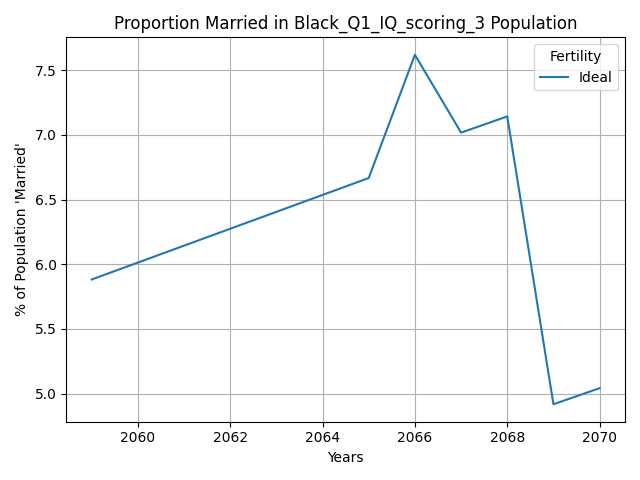 Proportion Married in Black_Q1_IQ_scoring_3 Population
Fertility
Ideal
% of Population 'Married'
7.5
7.0
6.5
6.0
5.5
5.0
2060 2062 2064 2066 2068 2070
Years